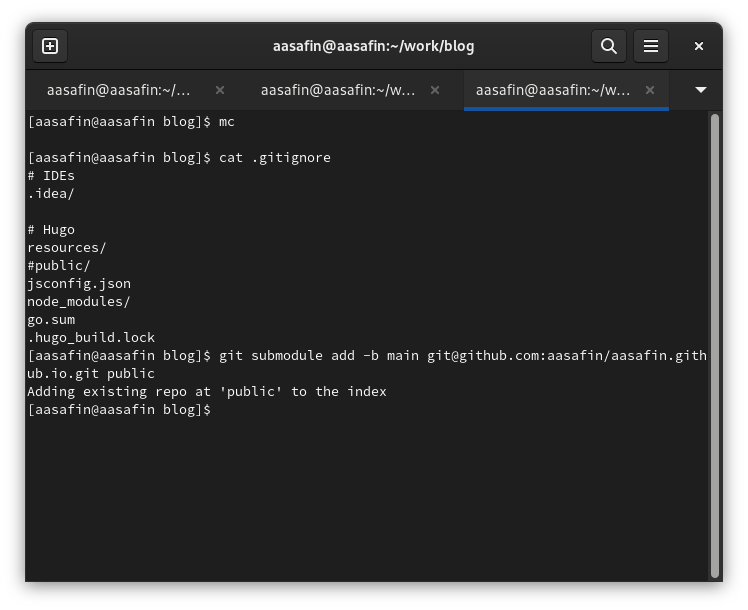 aasafin@aasafin:~/work/blog
aasafin@aasafin:~/...
aasafin@aasafin:~/w...
aasafin@aasafin:~/w...
[aasafin@aasafin blog]$ mc
[aasafin@aasafin blog]$ cat .gitignore
# IDEs
.idea/
# Hugo
resources/
#public/
jsconfig.json
node_modules/
go.sum
.hugo_build.lock
[aasafin@aasafin blog]$ git submodule add -b main git@github.com:aasafin/aasafin.gith
ub.io.git public
Adding existing repo at 'public' to the index
[aasafin@aasafin blog]$